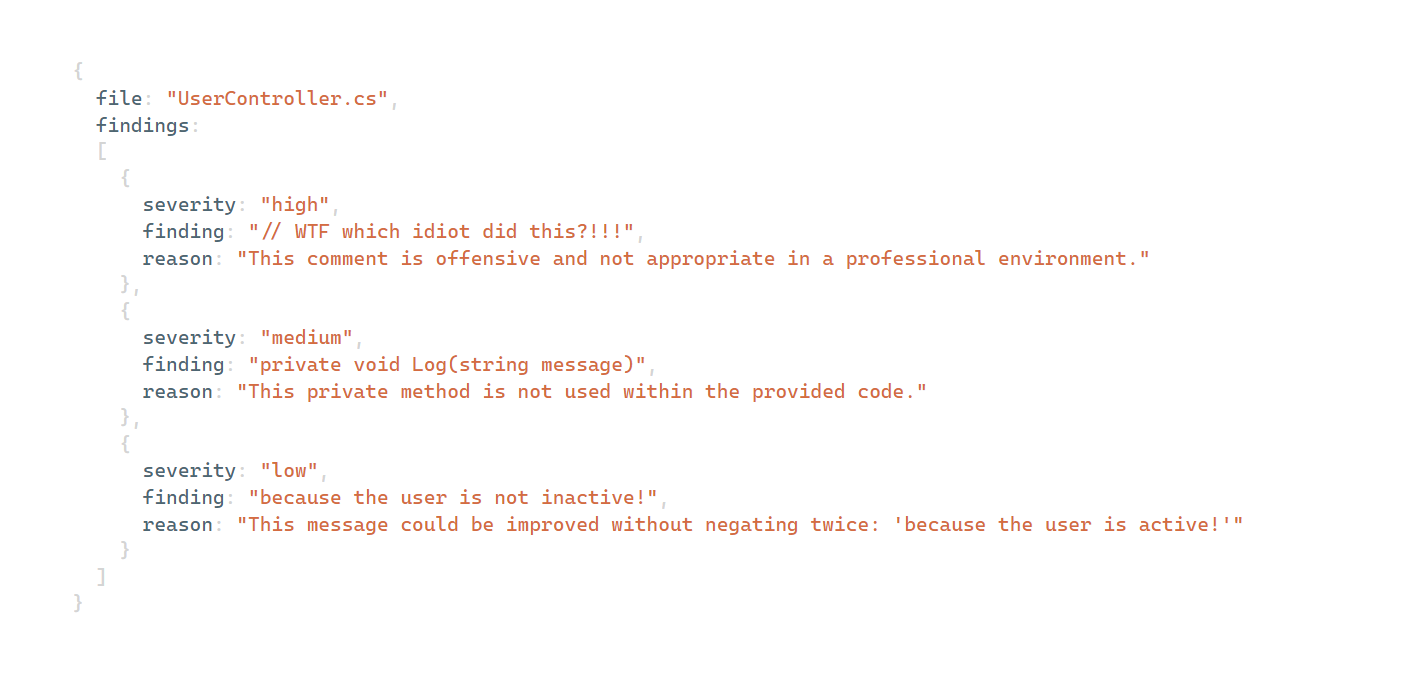 {
file: "UserController.cs",
findings:
[
{
severity: "high",
finding: "// WTF which idiot did this?!!!",
reason: "This comment is offensive and not appropriate in a professional environment."
},
{
severity: "medium",
finding: "private void Log(string message)",
reason: "This private method is not used within the provided code."
},
{
severity: "low",
finding: "because the user is not inactive!",
reason: "This message could be improved without negating twice: 'because the user is active!'"
}
]
}